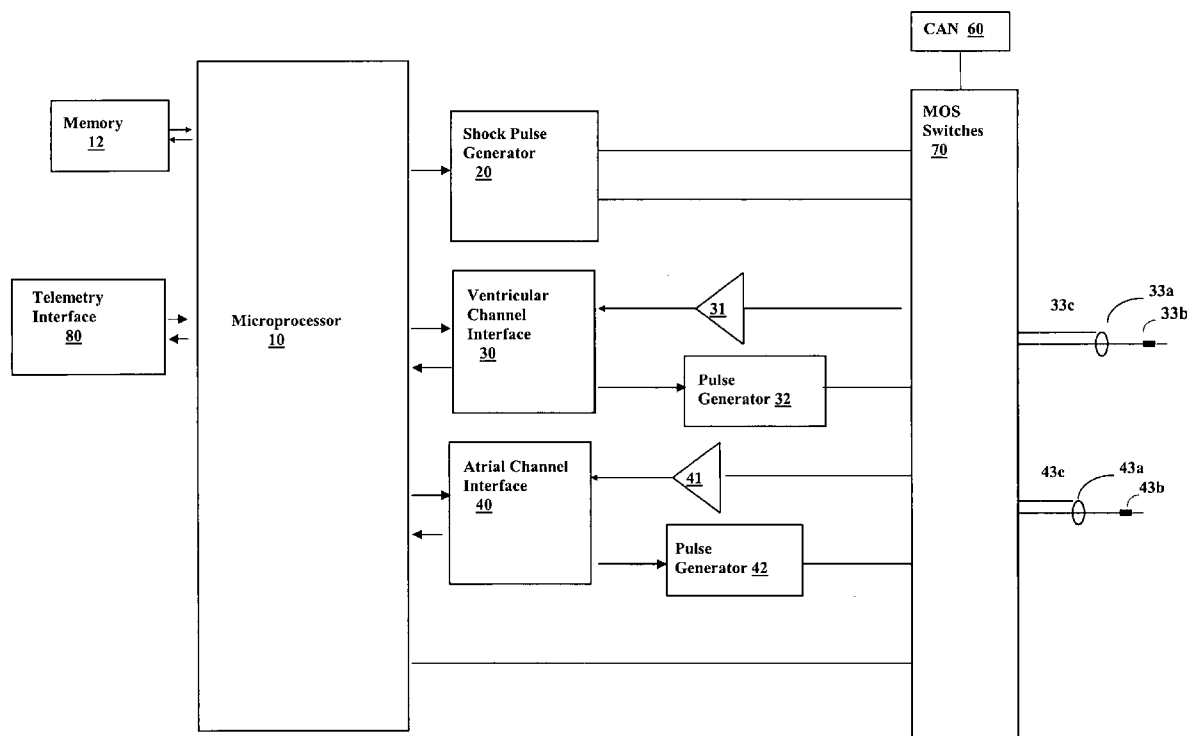 CAN 60
Memory
12
Shock Pulse
Generator
20
MOS
Switches
70
Telemetry
Interface
80
Microprocessor
10
Ventricular
Channel
Interface
30
31
Pulse
Generator 32
33c
33a
33b
Atrial Channel
Interface
40
41
Pulse
Generator 42
43c
43a
43b